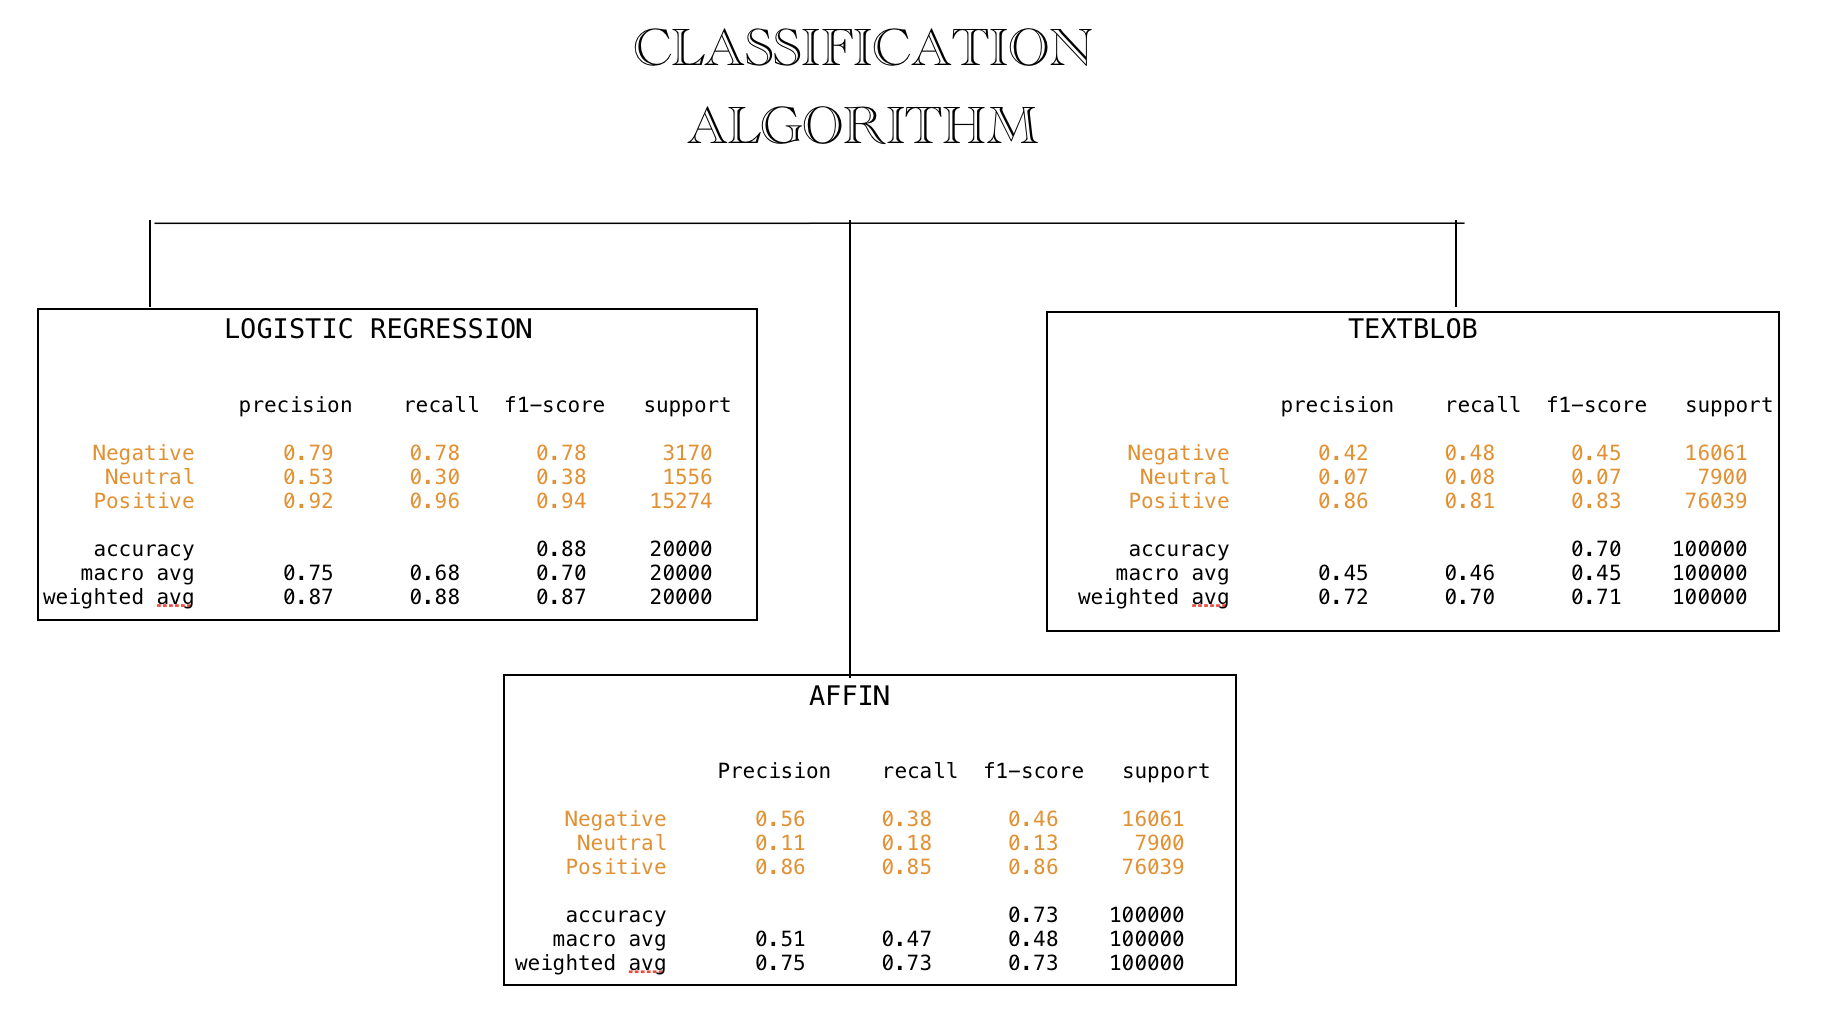 CLASSIFICATION
ALGORITHM
LOGISTIC REGRESSION
precision recall f1-score support
Negative 0.79 0.78 0.78 3170
Neutral 0.53 0.30 0.38 1556
Positive 0.92 0.96 0.94 15274
accuracy 0.88 20000
macro avg 0.75 0.68 0.70 20000
weighted avg 0.87 0.88 0.87 20000
TEXTBLOB
precision recall f1-score support
Negative 0.42 0.48 0.45 16061
Neutral 0.07 0.08 0.07 7900
Positive 0.86 0.81 0.83 76039
accuracy 0.70 100000
macro avg 0.45 0.46 0.45 100000
weighted avg 0.72 0.70 0.71 100000
AFFIN
Precision recall f1-score support
Negative 0.56 0.38 0.46 16061
Neutral 0.11 0.18 0.13 7900
Positive 0.86 0.85 0.86 76039
accuracy 0.73 100000
macro avg 0.51 0.47 0.48 100000
weighted avg 0.75 0.73 0.73 100000